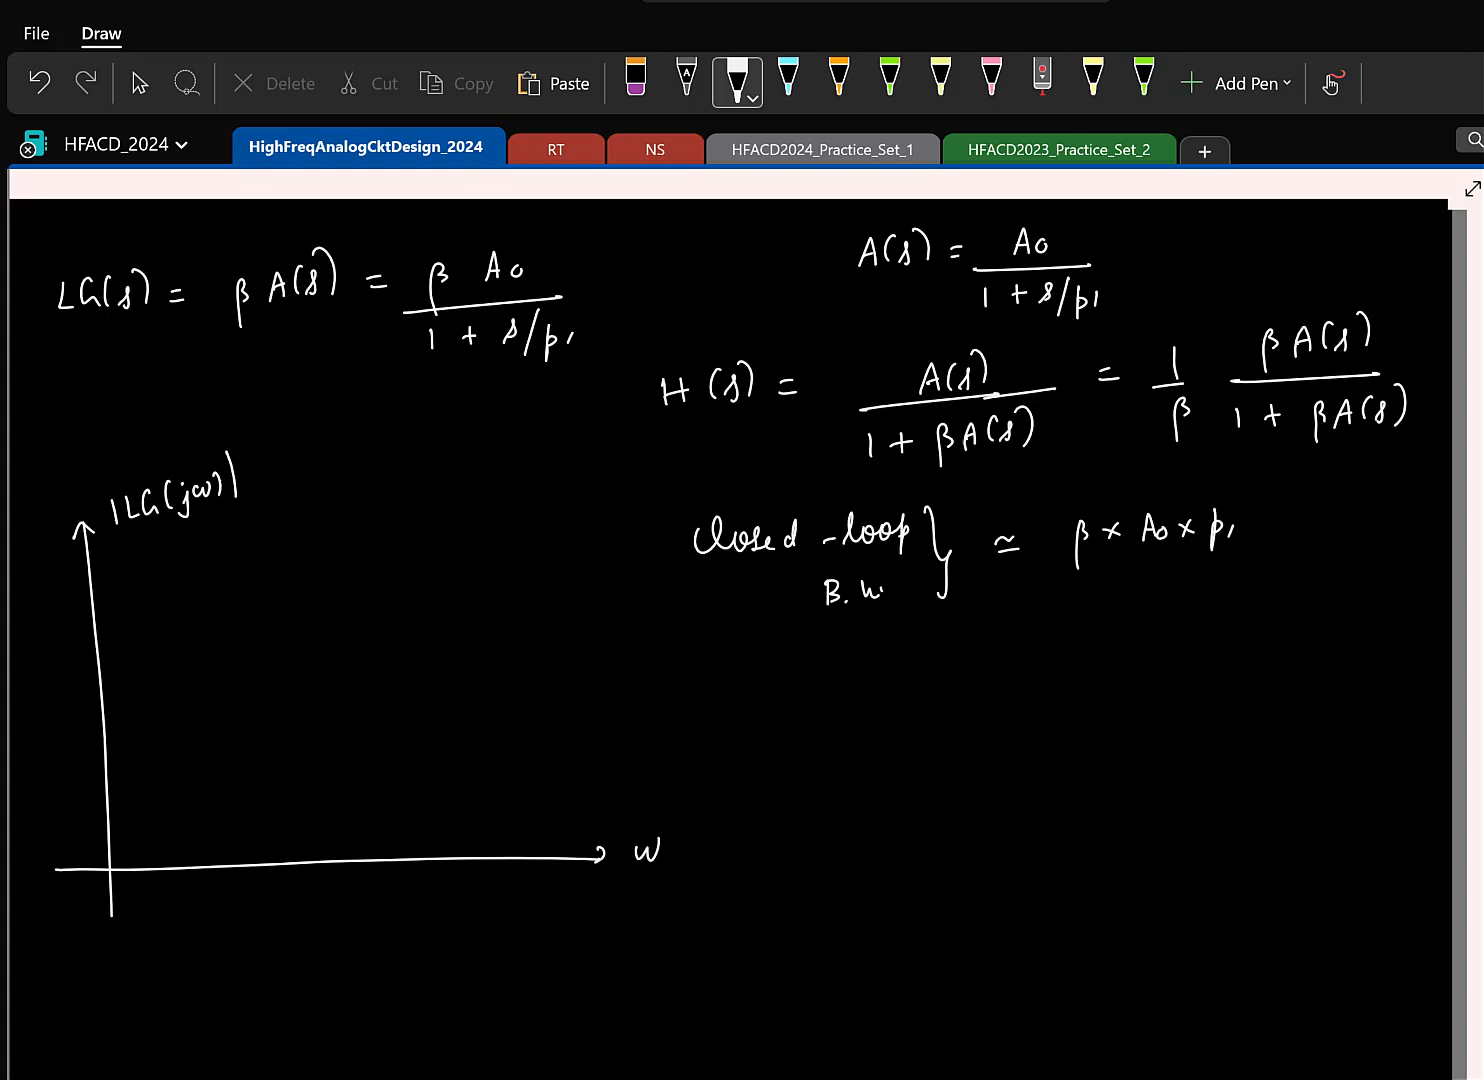 File Draw
Delete Cut Copy Paste A Add Pen
HFACD_2024 HighFreqAnalogCktDesign_2024 RT NS HFACD2024_Practice_Set_1 HFACD2023_Practice_Set_2 +
LG(s) = β A(s) = β A₀ / (1 + s/p₁)
A(s) = A₀ / (1 + s/p₁)
H(s) = A(s) / (1 + βA(s)) = 1/β βA(s) / (1 + βA(s))
|LG(jω)|
Closed-loop } ≃ β × A₀ × p₁
B.W.
ω